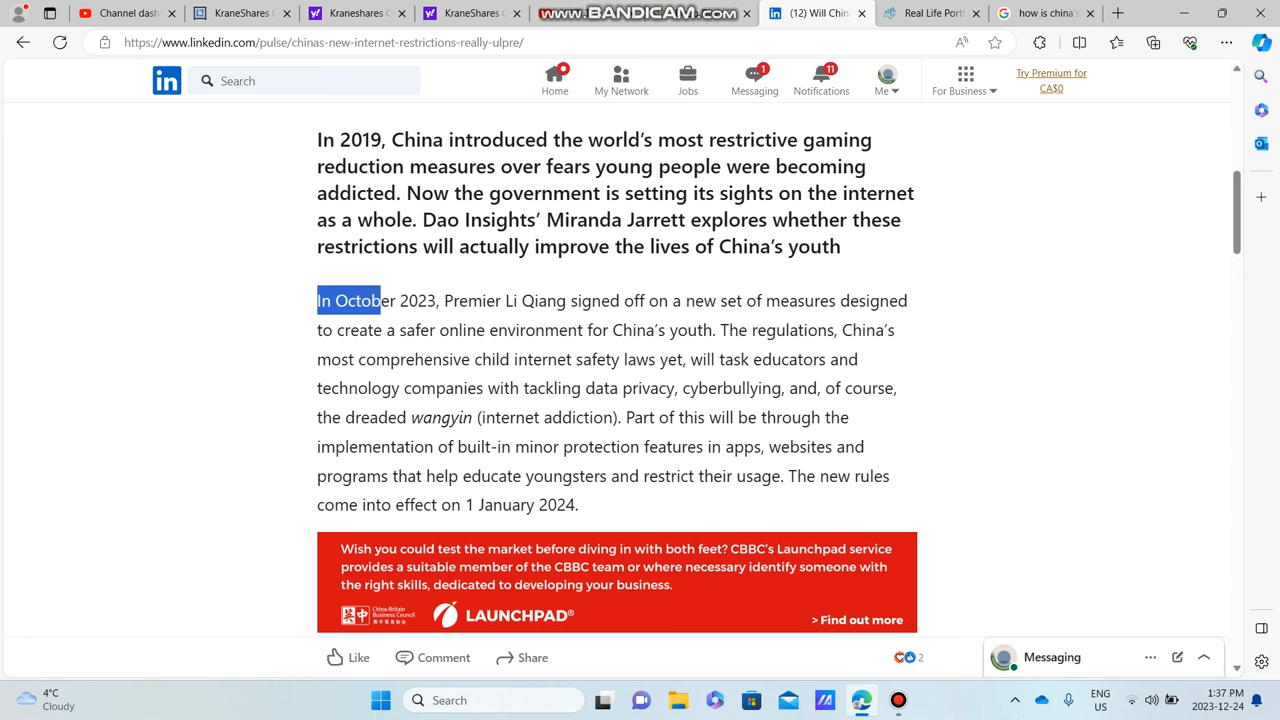 KraneShares C
KraneShares C
www.BANDICAM.com
(12) Will Chin
Real Life Port
how is china's
https://www.linkedin.com/pulse/chinas-new-internet-restrictions-really-ulpre/
in
Search
Home
My Network
Jobs
1
Messaging
11
Notifications
Me
For Business
Try Premium for
CA$0
In 2019, China introduced the world's most restrictive gaming
reduction measures over fears young people were becoming
addicted. Now the government is setting its sights on the internet
as a whole. Dao Insights' Miranda Jarrett explores whether these
restrictions will actually improve the lives of China's youth
In October 2023, Premier Li Qiang signed off on a new set of measures designed
to create a safer online environment for China's youth. The regulations, China's
most comprehensive child internet safety laws yet, will task educators and
technology companies with tackling data privacy, cyberbullying, and, of course,
the dreaded wangyin (internet addiction). Part of this will be through the
implementation of built-in minor protection features in apps, websites and
programs that help educate youngsters and restrict their usage. The new rules
come into effect on 1 January 2024.
Wish you could test the market before diving in with both feet? CBBC's Launchpad service
provides a suitable member of the CBBC team or where necessary identify someone with
the right skills, dedicated to developing your business.
China-Britain
Business Council
LAUNCHPAD®
> Find out more
Like
Comment
Share
2
Messaging
4°C
Cloudy
Search
ENG
US
1:37 PM
2023-12-24